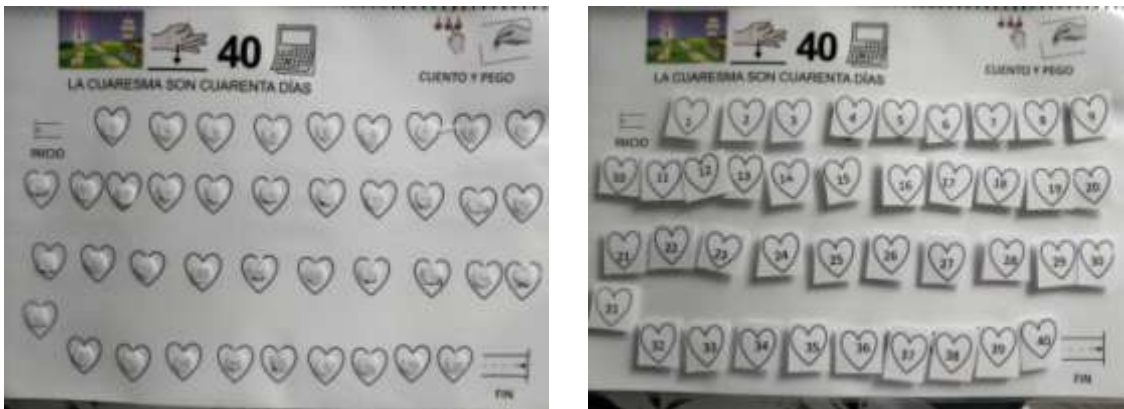 40
CUENTO Y PEGO
LA CUARESMA SON CUARENTA DÍAS
INICIO
FIN
40
CUENTO Y PEGO
LA CUARESMA SON CUARENTA DÍAS
INICIO
1 2 3 4 5 6 7 8 9
10 11 12 13 14 15 16 17 18 19 20
21 22 23 24 25 26 27 28 29 30
31
32 33 34 35 36 37 38 39 40
FIN